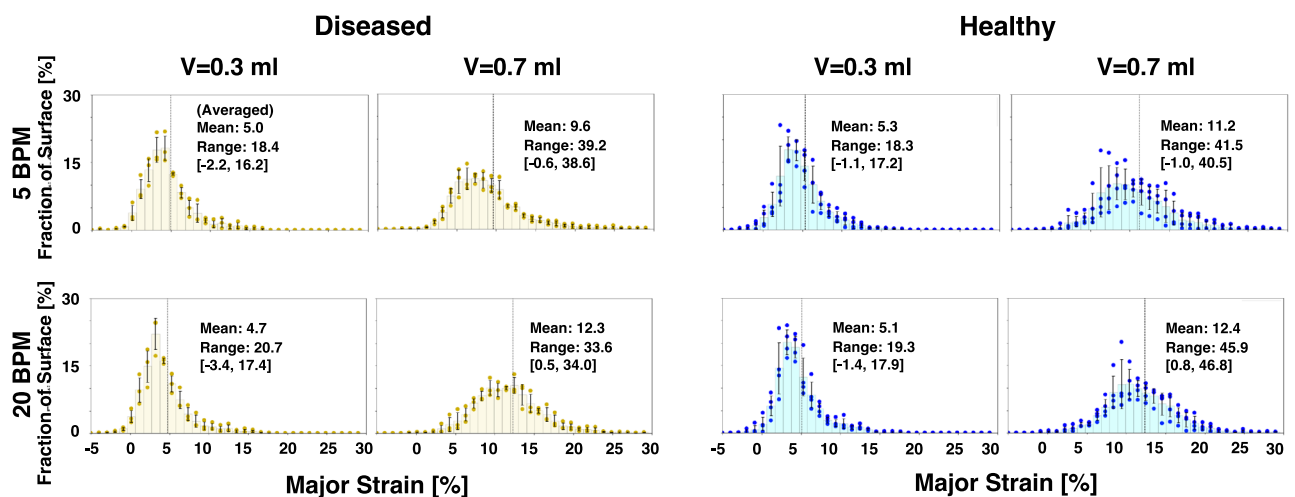 Diseased
Healthy
V=0.3 ml
V=0.7 ml
V=0.3 ml
V=0.7 ml
5 BPM
Fraction of Surface [%]
30
15
0
(Averaged)
Mean: 5.0
Range: 18.4
[-2.2, 16.2]
Mean: 9.6
Range: 39.2
[-0.6, 38.6]
Mean: 5.3
Range: 18.3
[-1.1, 17.2]
Mean: 11.2
Range: 41.5
[-1.0, 40.5]
20 BPM
Fraction of Surface [%]
30
15
0
Mean: 4.7
Range: 20.7
[-3.4, 17.4]
Mean: 12.3
Range: 33.6
[0.5, 34.0]
Mean: 5.1
Range: 19.3
[-1.4, 17.9]
Mean: 12.4
Range: 45.9
[0.8, 46.8]
-5 0 5 10 15 20 25 30 0 5 10 15 20 25 30
-5 0 5 10 15 20 25 30 0 5 10 15 20 25 30
Major Strain [%]
Major Strain [%]